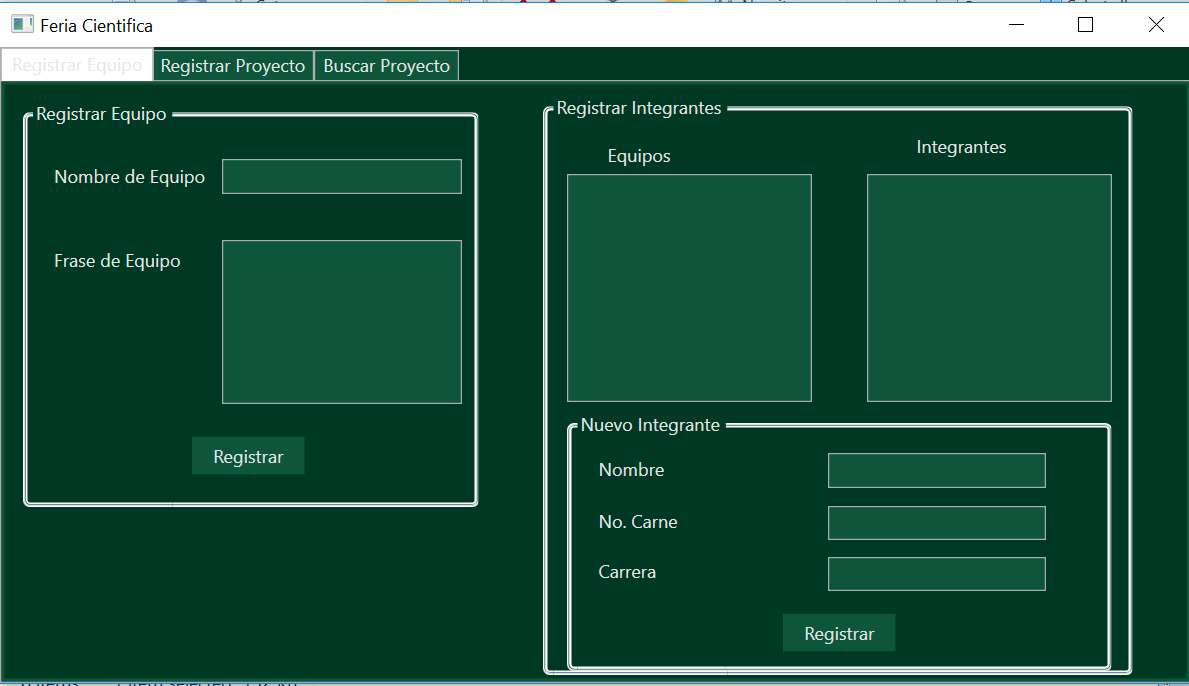 Feria Cientifica
Registrar Equipo Registrar Proyecto Buscar Proyecto
Registrar Equipo
Nombre de Equipo
Frase de Equipo
Registrar
Registrar Integrantes
Equipos Integrantes
Nuevo Integrante
Nombre
No. Carne
Carrera
Registrar